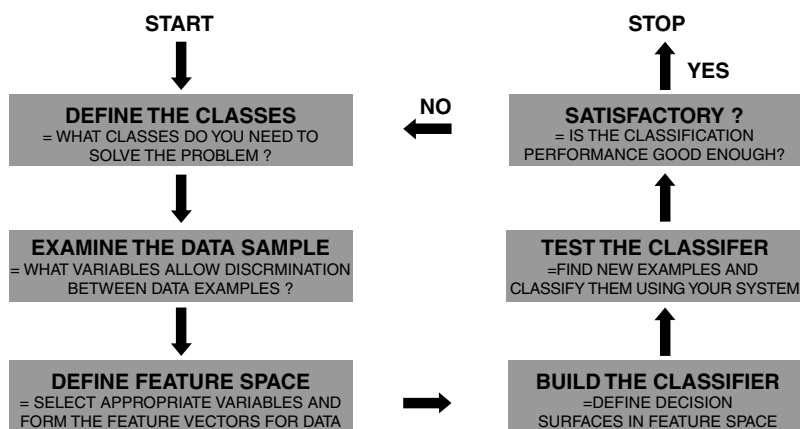 START
DEFINE THE CLASSES
= WHAT CLASSES DO YOU NEED TO
SOLVE THE PROBLEM ?
EXAMINE THE DATA SAMPLE
= WHAT VARIABLES ALLOW DISCRMINATION
BETWEEN DATA EXAMPLES ?
DEFINE FEATURE SPACE
= SELECT APPROPRIATE VARIABLES AND
FORM THE FEATURE VECTORS FOR DATA
BUILD THE CLASSIFIER
=DEFINE DECISION
SURFACES IN FEATURE SPACE
TEST THE CLASSIFER
=FIND NEW EXAMPLES AND
CLASSIFY THEM USING YOUR SYSTEM
SATISFACTORY ?
= IS THE CLASSIFICATION
PERFORMANCE GOOD ENOUGH?
NO
YES
STOP